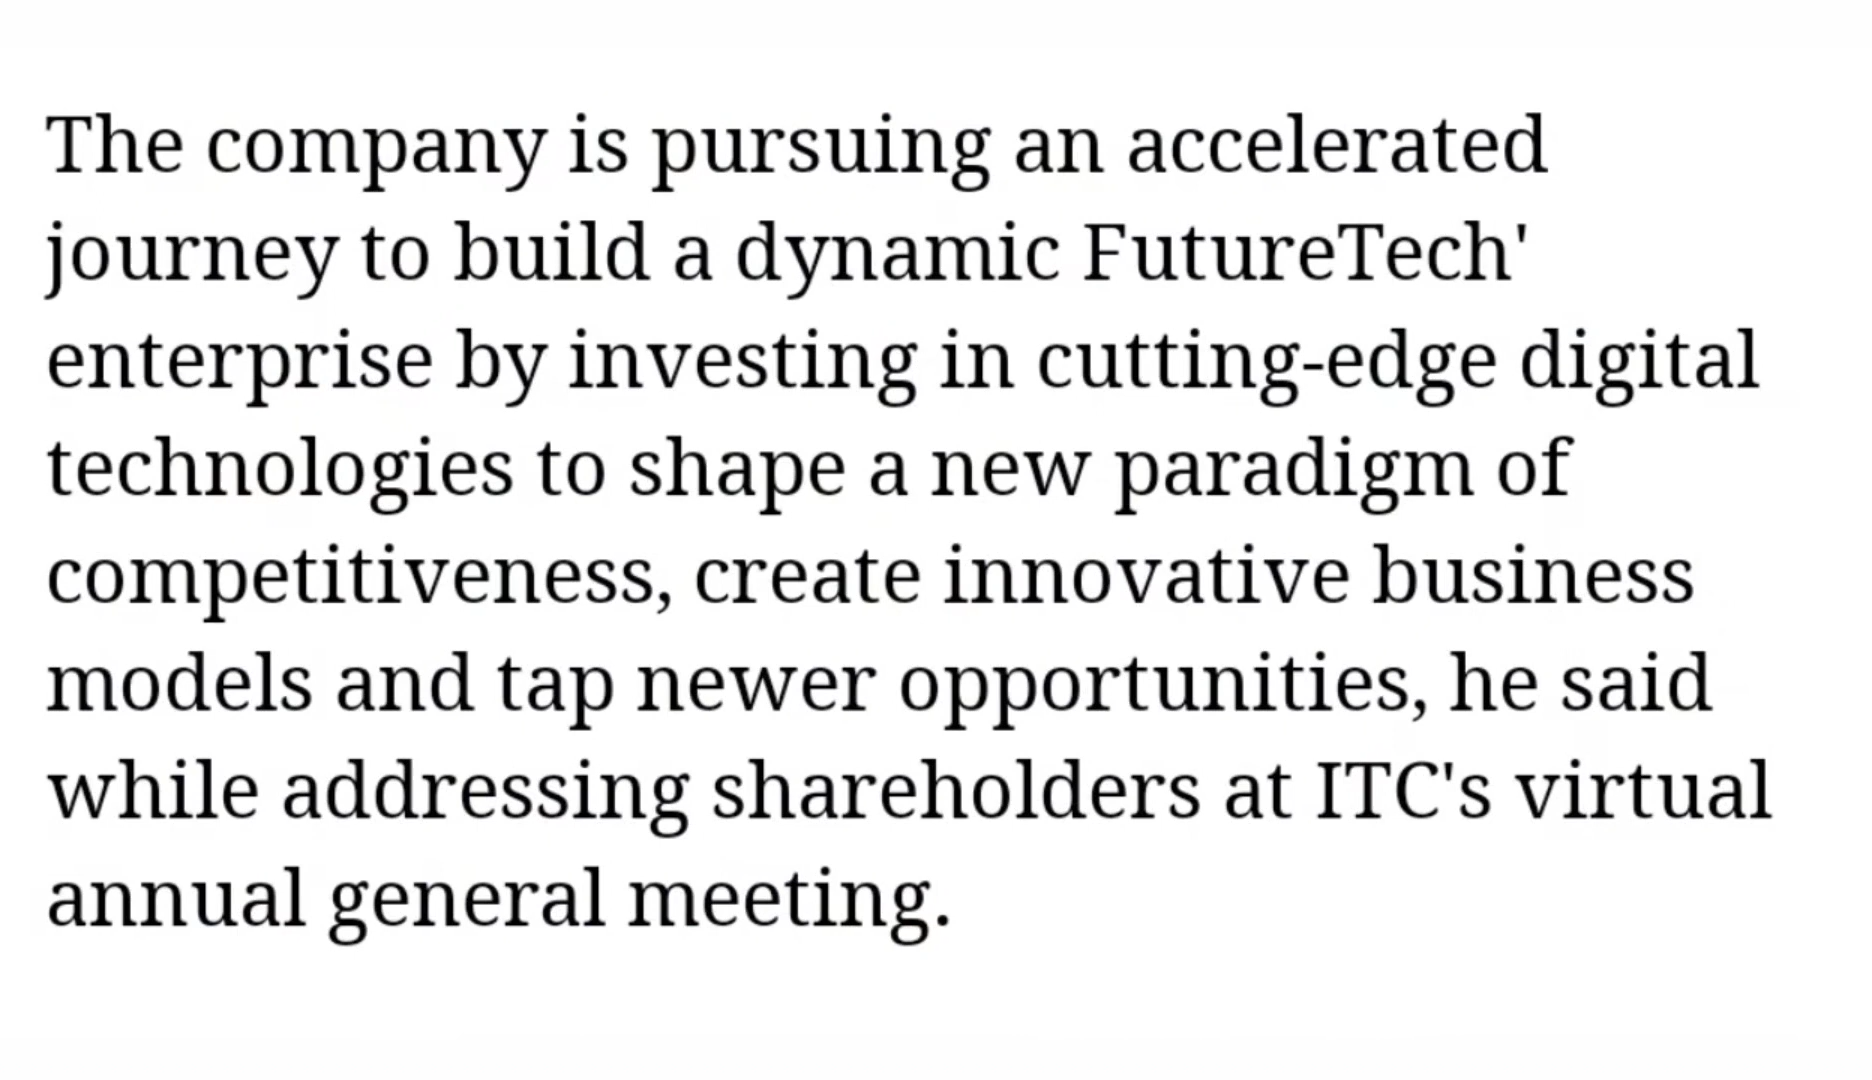 The company is pursuing an accelerated
journey to build a dynamic FutureTech'
enterprise by investing in cutting-edge digital
technologies to shape a new paradigm of
competitiveness, create innovative business
models and tap newer opportunities, he said
while addressing shareholders at ITC's virtual
annual general meeting.